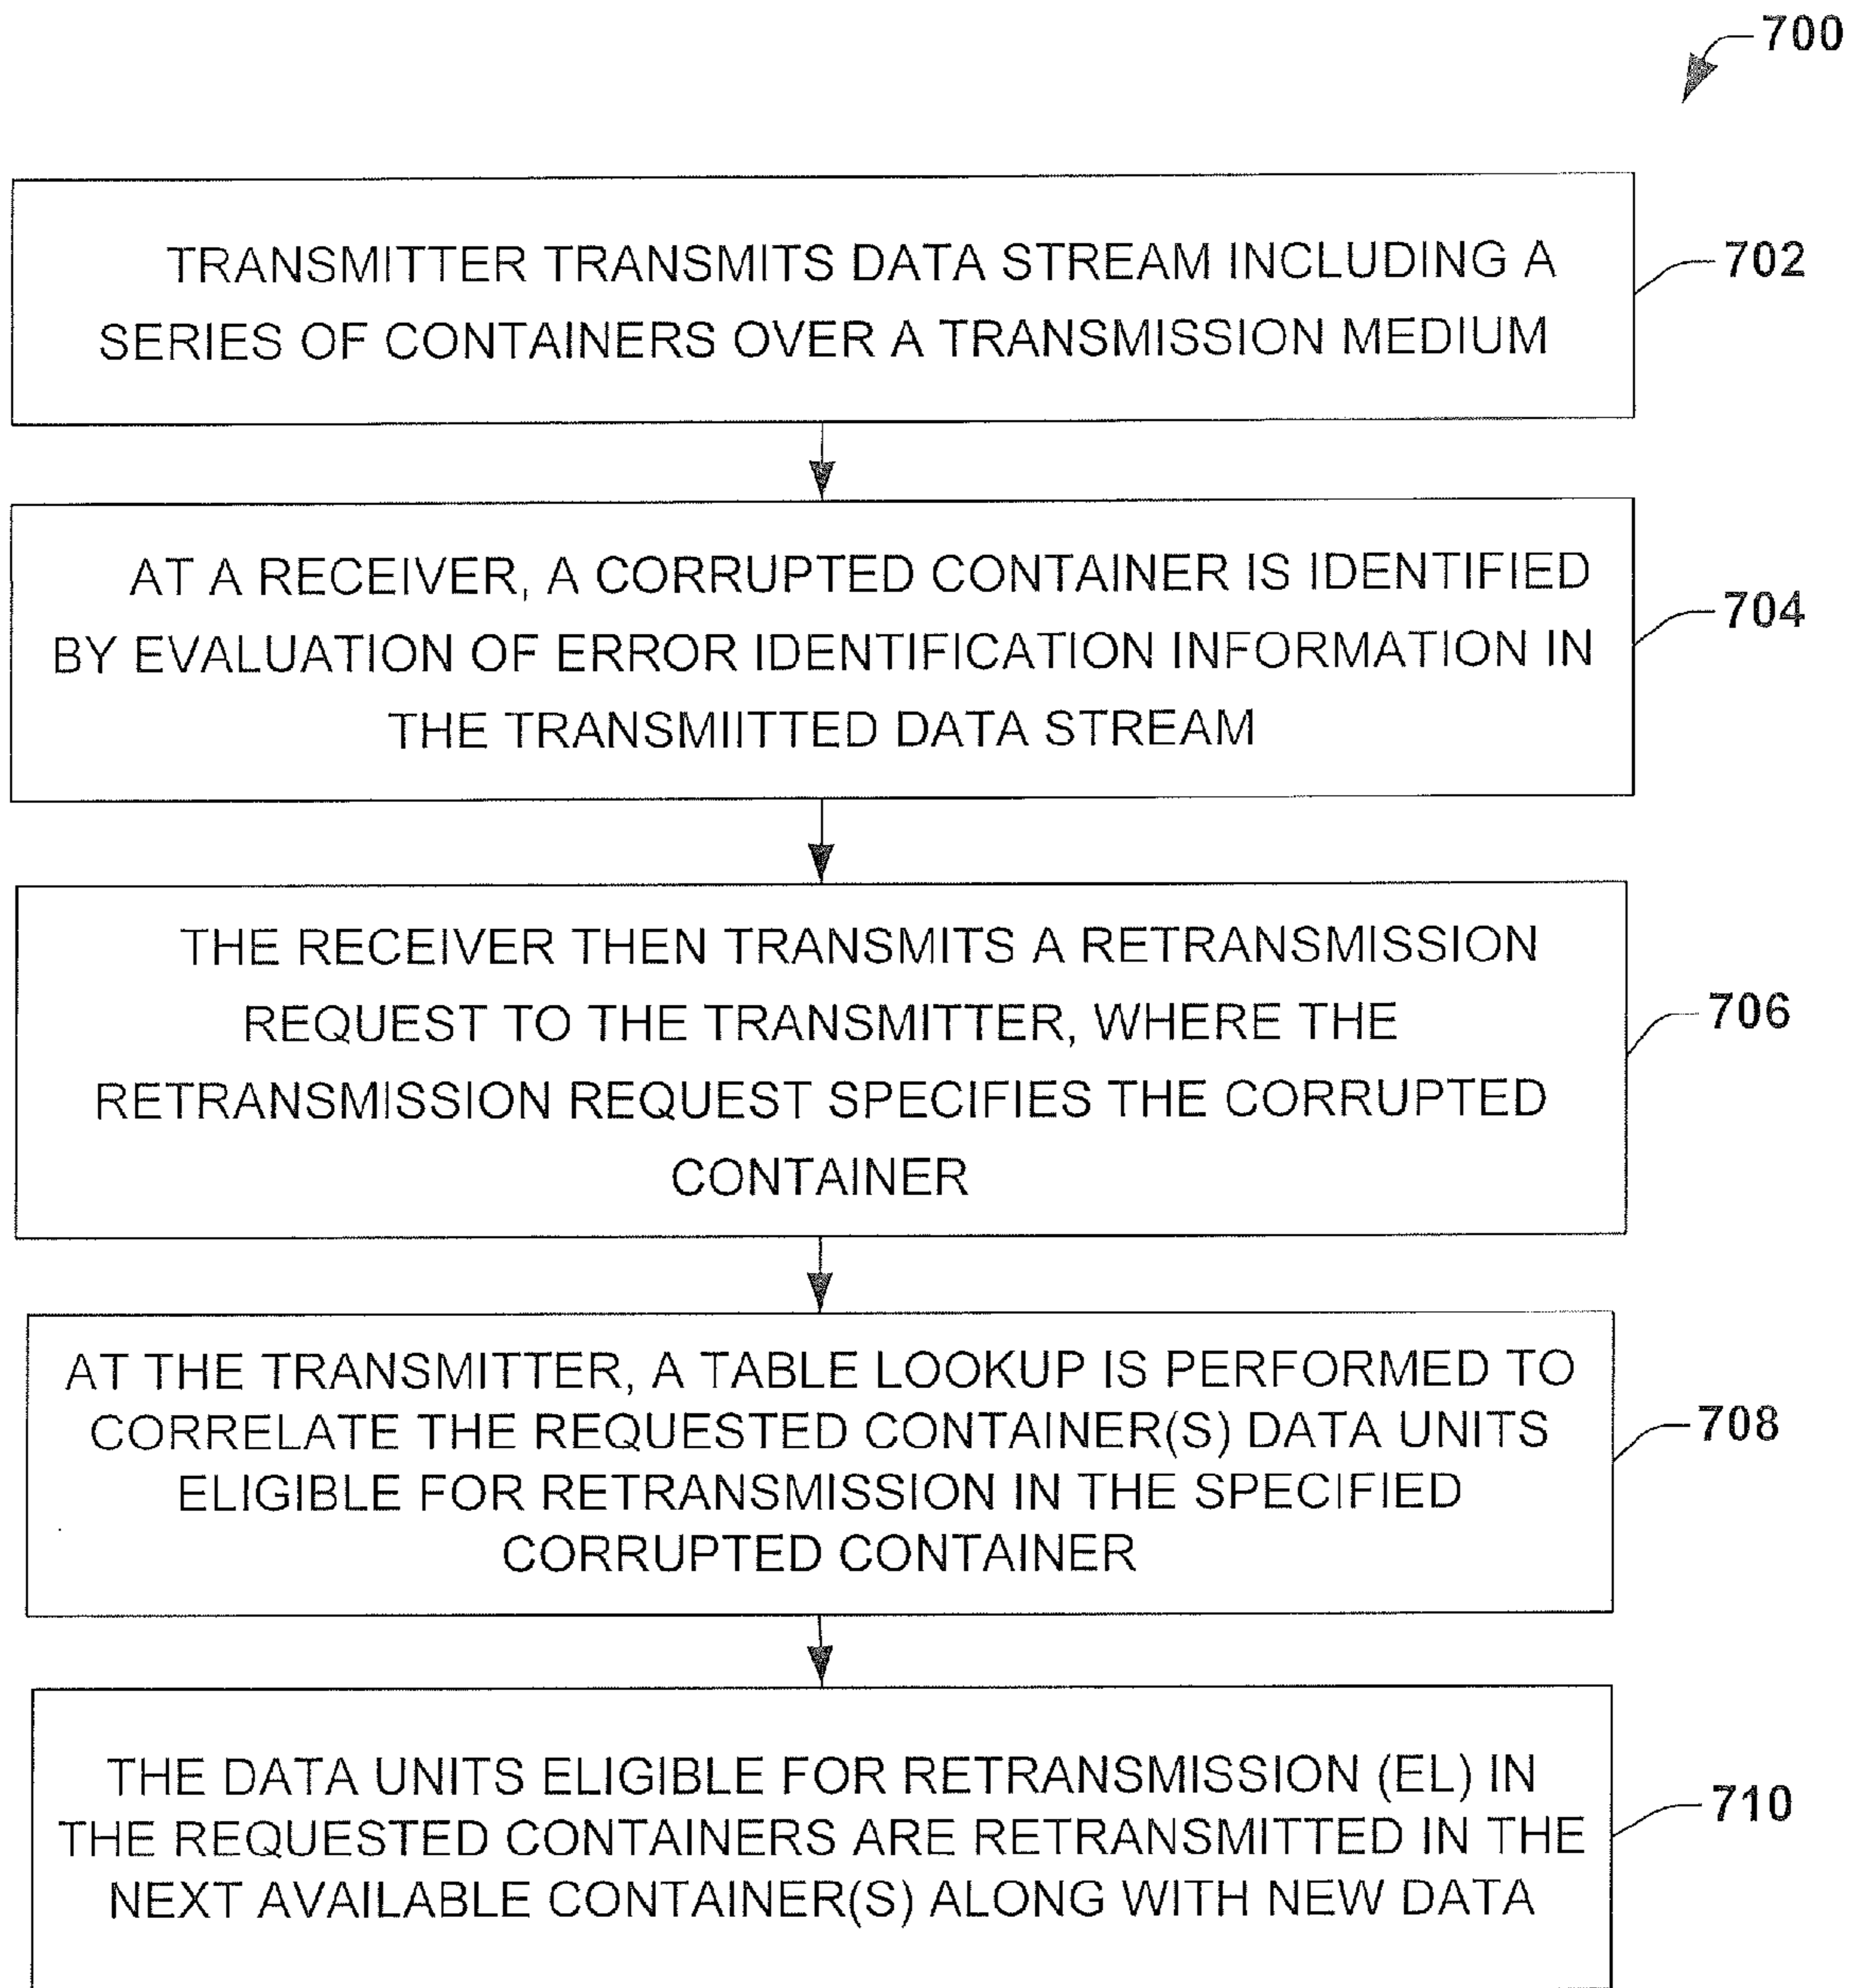 700
TRANSMITTER TRANSMITS DATA STREAM INCLUDING A
SERIES OF CONTAINERS OVER A TRANSMISSION MEDIUM
702
AT A RECEIVER, A CORRUPTED CONTAINER IS IDENTIFIED
BY EVALUATION OF ERROR IDENTIFICATION INFORMATION IN
THE TRANSMIITTED DATA STREAM
704
THE RECEIVER THEN TRANSMITS A RETRANSMISSION
REQUEST TO THE TRANSMITTER, WHERE THE
RETRANSMISSION REQUEST SPECIFIES THE CORRUPTED
CONTAINER
706
AT THE TRANSMITTER, A TABLE LOOKUP IS PERFORMED TO
CORRELATE THE REQUESTED CONTAINER(S) DATA UNITS
ELIGIBLE FOR RETRANSMISSION IN THE SPECIFIED
CORRUPTED CONTAINER
708
THE DATA UNITS ELIGIBLE FOR RETRANSMISSION (EL) IN
THE REQUESTED CONTAINERS ARE RETRANSMITTED IN THE
NEXT AVAILABLE CONTAINER(S) ALONG WITH NEW DATA
710